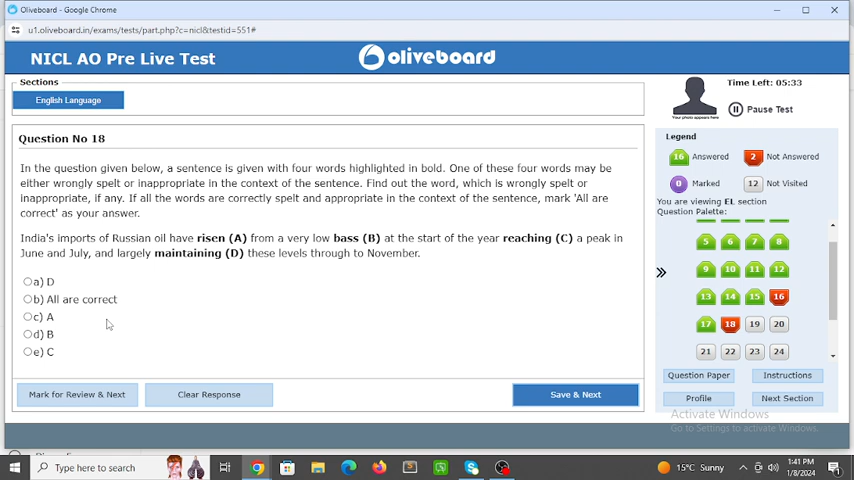 Oliveboard - Google Chrome
u1.oliveboard.in/exams/tests/part.php?c=nicl&testid=551#
NICL AO Pre Live Test
oliveboard
Sections
English Language
Time Left: 05:33
Your photo appears here
Pause Test
Question No 18
In the question given below, a sentence is given with four words highlighted in bold. One of these four words may be
either wrongly spelt or inappropriate in the context of the sentence. Find out the word, which is wrongly spelt or
inappropriate, if any. If all the words are correctly spelt and appropriate in the context of the sentence, mark 'All are
correct' as your answer.
India's imports of Russian oil have risen (A) from a very low bass (B) at the start of the year reaching (C) a peak in
June and July, and largely maintaining (D) these levels through to November.
a) D
b) All are correct
c) A
d) B
e) C
Mark for Review & Next
Clear Response
Save & Next
Legend
16 Answered
2 Not Answered
0 Marked
12 Not Visited
You are viewing EL section
Question Palette:
5 6 7 8
9 10 11 12
13 14 15 16
17 18 19 20
21 22 23 24
Question Paper
Instructions
Profile
Next Section
Activate Windows
Go to Settings to activate Windows.
Type here to search
15°C Sunny
1:41 PM
1/8/2024